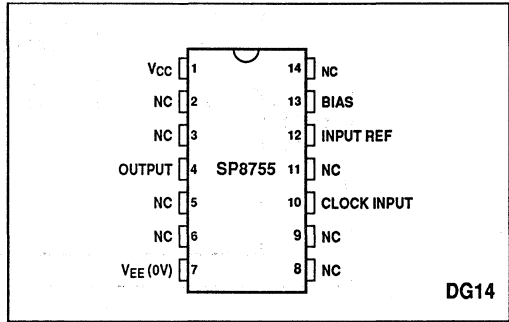 VCC 1 14 NC
NC 2 13 BIAS
NC 3 12 INPUT REF
OUTPUT 4 SP8755 11 NC
NC 5 10 CLOCK INPUT
NC 6 9 NC
VEE (0V) 7 8 NC
DG14